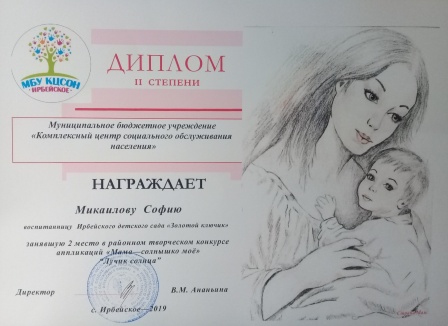 МБУ КЦСОН
ИРБЕЙСКОЕ
ДИПЛОМ
II СТЕПЕНИ
Муниципальное бюджетное учреждение
«Комплексный центр социального обслуживания
населения»
НАГРАЖДАЕТ
Микаилову Софию
воспитанницу Ирбейского детского сада «Золотой ключик»
занявшую 2 место в районном творческом конкурсе
аппликаций «Мама—солнышко моё»
"Лучик солнца"
Директор В.М. Ананьина
с. Ирбейское—2019